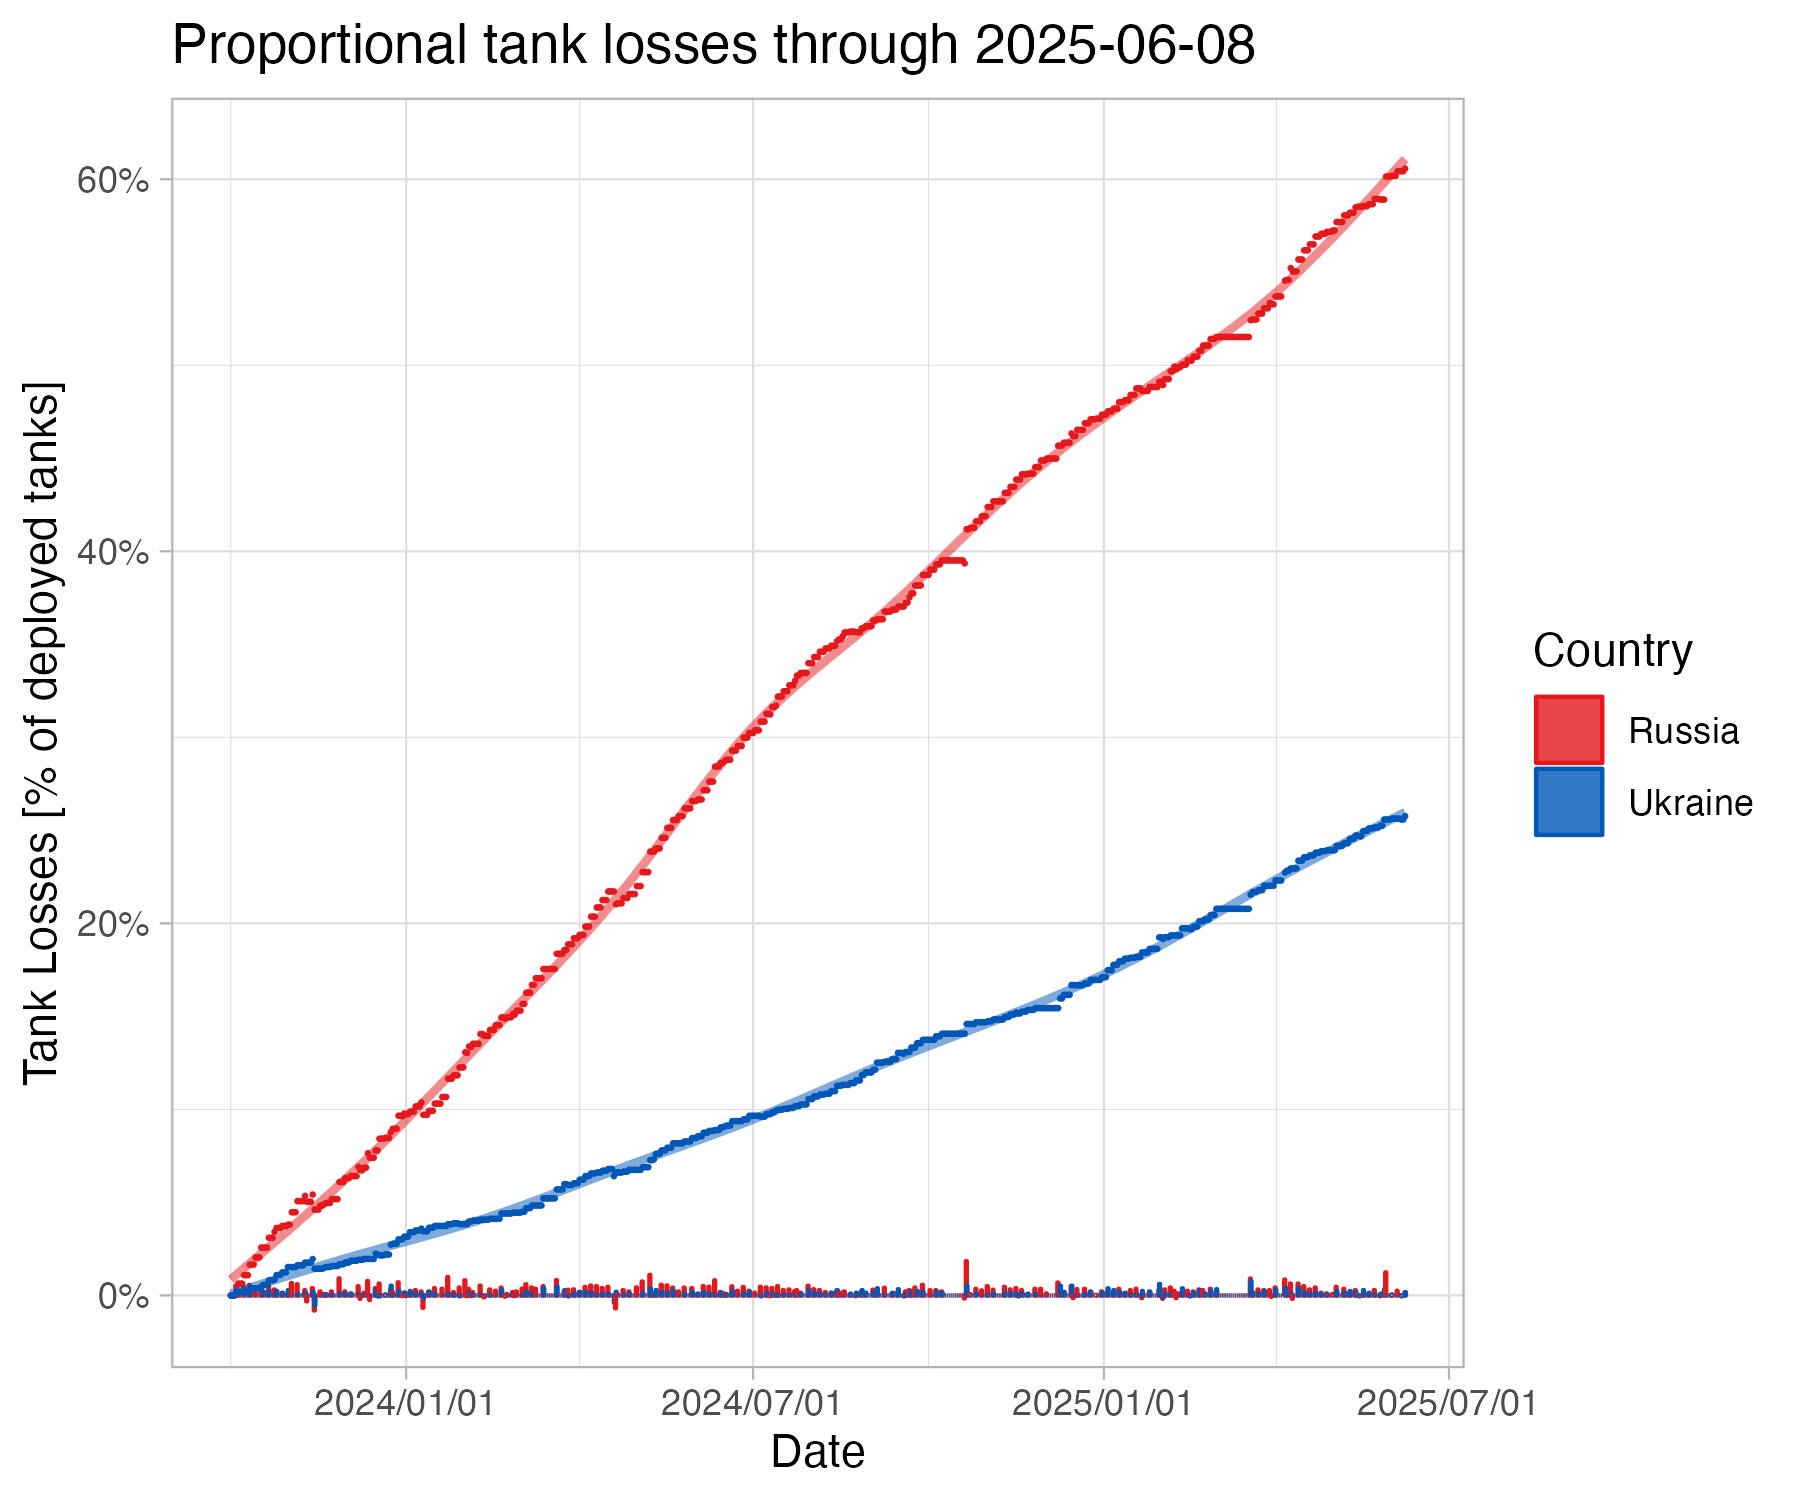 Proportional tank losses through 2025-06-08
Tank Losses [% of deployed tanks]
60%
40%
20%
0%
2024/01/01
2024/07/01
2025/01/01
2025/07/01
Date
Country
Russia
Ukraine